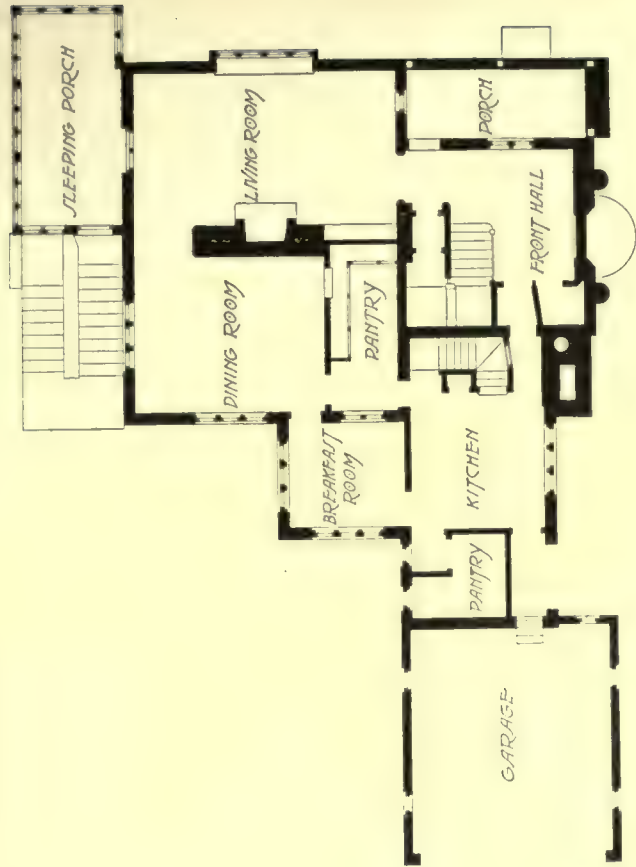 SLEEPING PORCH
LIVING ROOM
PORCH
DINING ROOM
PANTRY
FRONT HALL
BREAKFAST
ROOM
KITCHEN
PANTRY
GARAGE